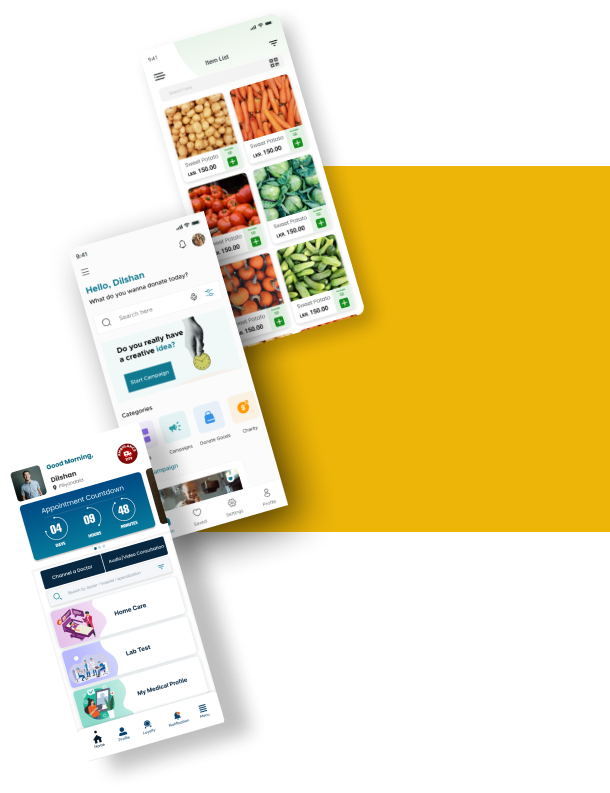 9:41
Item List
Search here
Sweet Potato
LKR. 150.00
Sweet Potato
LKR. 150.00
Sweet Potato
150.00
Sweet Potato
LKR. 150.00
Sweet Potato
150.00
Sweet Potato
LKR. 150.00
9:41
Hello, Dilshan
What do you wanna donate today?
Search here
Do you really have
a creative idea?
Start Campaign
Categories
Campaigns
Donate Goods
Charity
Saved
Settings
Profile
Good Morning,
Dilshan
Piliyandala
Appointment Countdown
04
09
48
DAYS
HOURS
MINUTES
Channel a Doctor
Audio/Video Consultation
Search by doctor / hospital / specialization
Home Care
Lab Test
My Medical Profile
Home
Profile
Loyalty
Notification
Menu